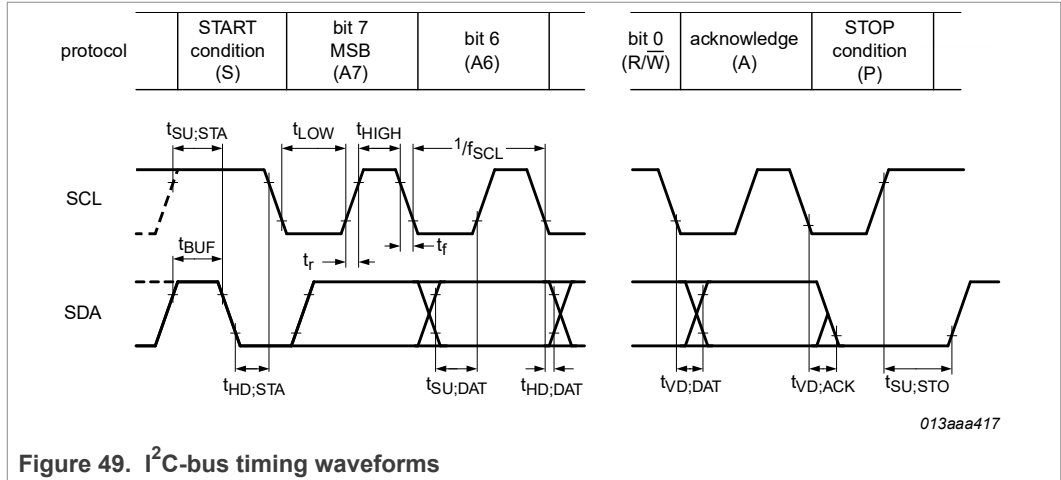 protocol
START condition (S)
bit 7 MSB (A7)
bit 6 (A6)
bit 0 (R/W̅)
acknowledge (A)
STOP condition (P)
tSU;STA
tLOW
tHIGH
1/fSCL
SCL
tBUF
tr
tf
SDA
tHD;STA
tSU;DAT
tHD;DAT
tVD;DAT
tVD;ACK
tSU;STO
013aaa417
Figure 49. I²C-bus timing waveforms